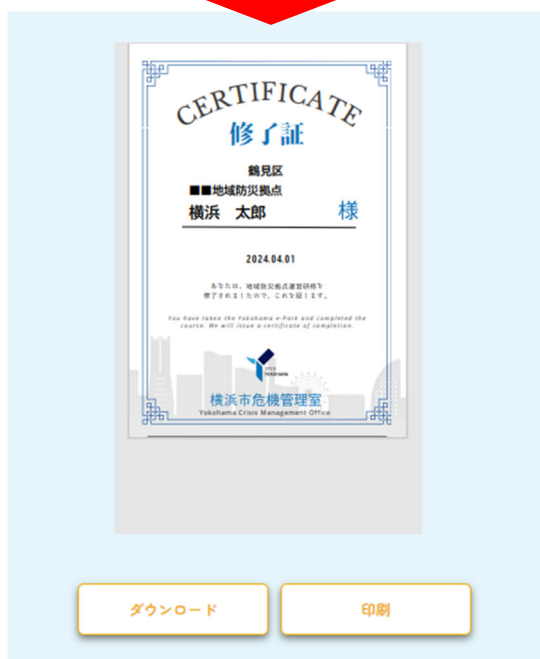 CERTIFICATE
修了証
鶴見区
■■地域防災拠点
横浜 太郎 様
2024.04.01
あなたは、地域防災拠点運営研修を
修了されましたので、これを証します。
You have taken the Yokohama e-Park and completed the
course. We will issue a certificate of completion.
OPEN
YOKOHAMA
横浜市危機管理室
Yokohama Crisis Management Office
ダウンロード 印刷